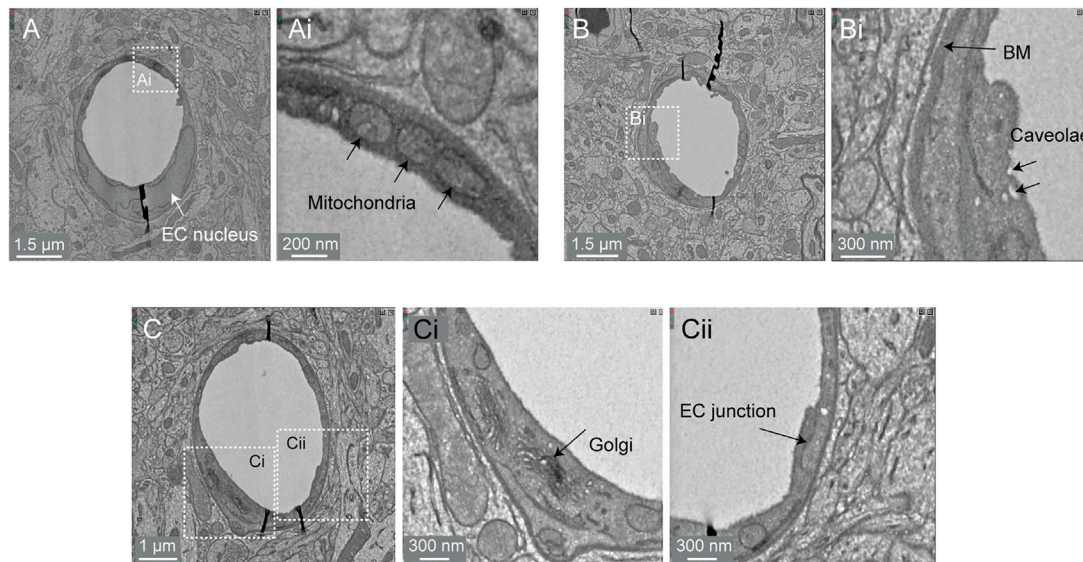 A
Ai
EC nucleus
1.5 µm
Ai
Mitochondria
200 nm
B
Bi
1.5 µm
Bi
BM
Caveolae
300 nm
C
Ci
Cii
1 µm
Ci
Golgi
300 nm
Cii
EC junction
300 nm